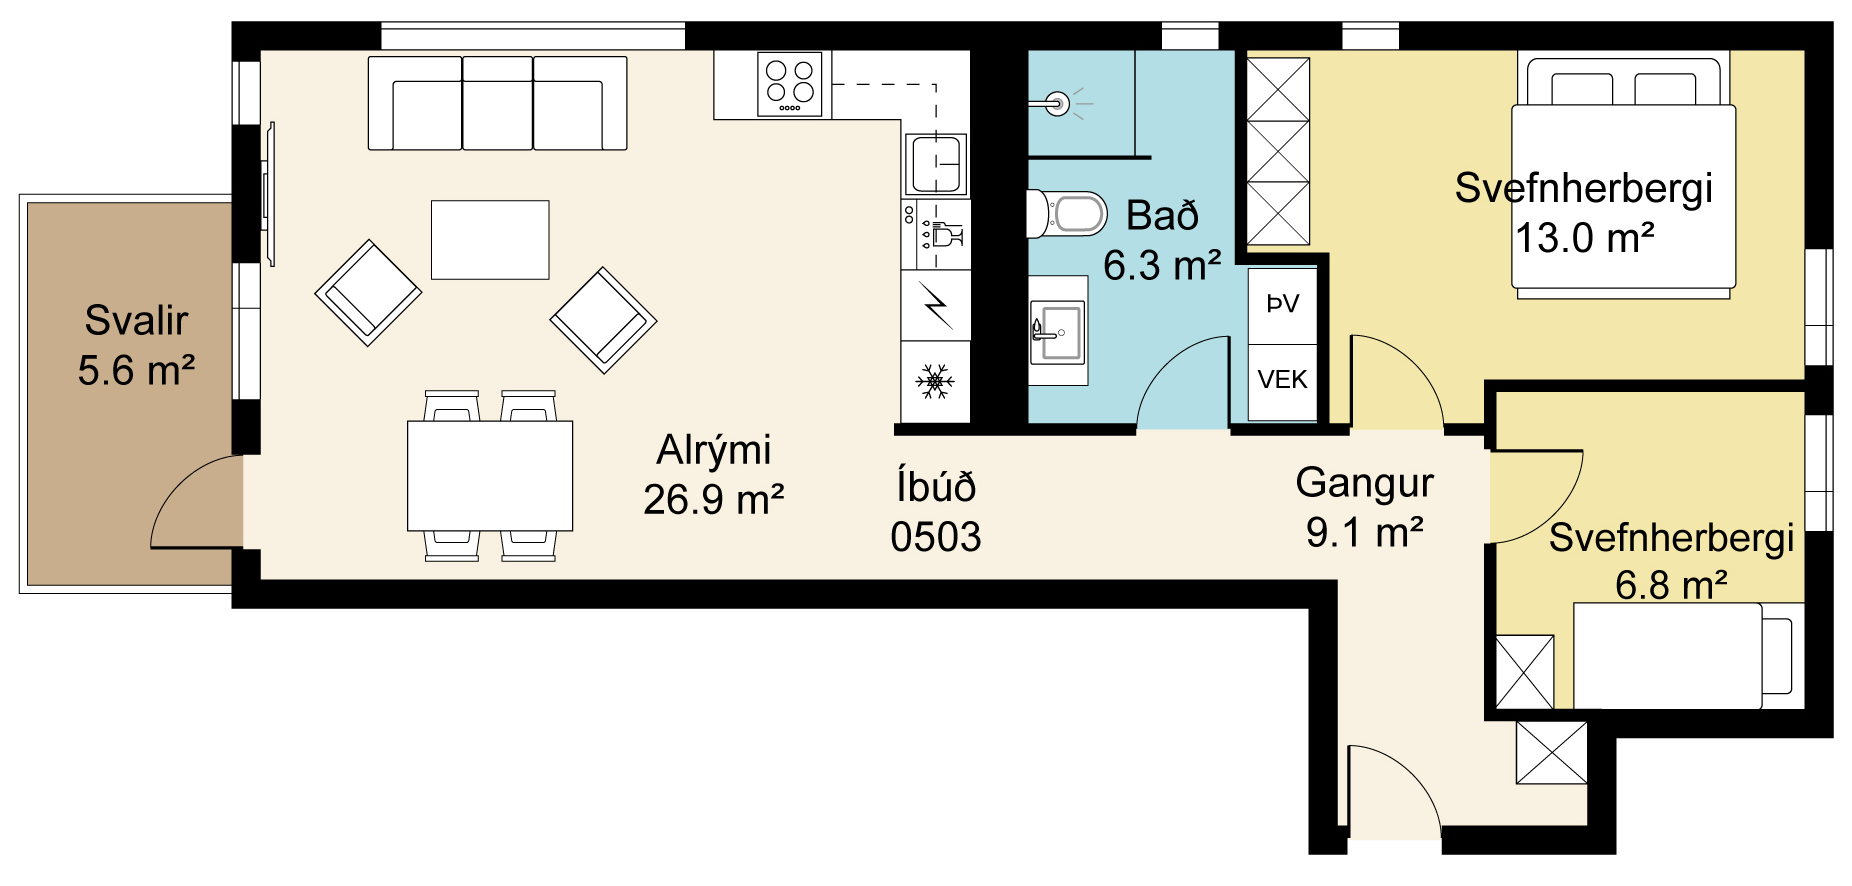 Svefnherbergi
13.0 m²
Bað
6.3 m²
ÞV
VEK
Svalir
5.6 m²
Alrými
26.9 m²
Íbúð
0503
Gangur
9.1 m²
Svefnherbergi
6.8 m²